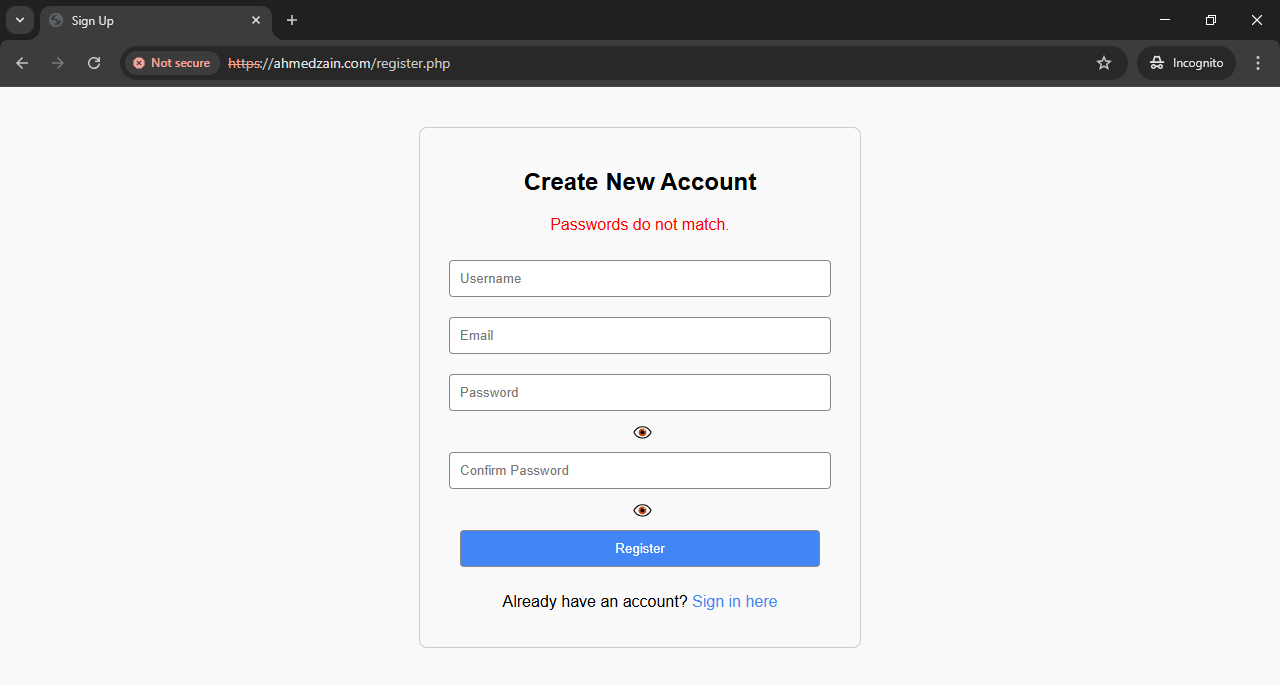 Sign Up
Not secure https://ahmedzain.com/register.php Incognito
Create New Account
Passwords do not match.
Username
Email
Password
Confirm Password
Register
Already have an account? Sign in here